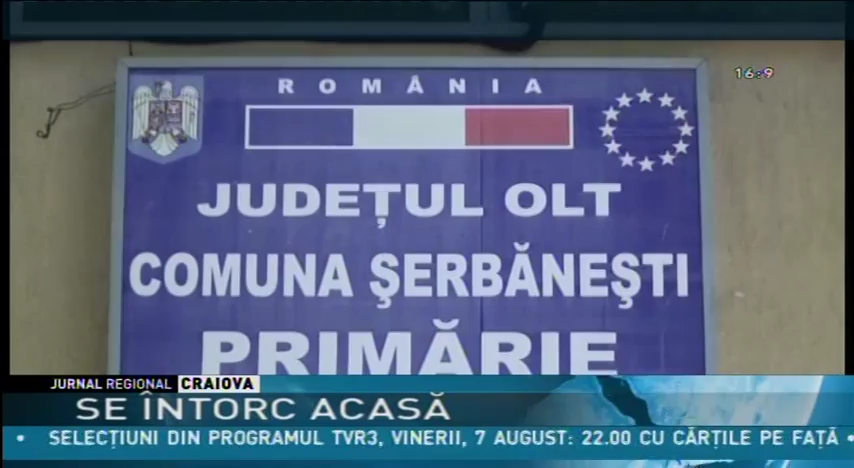 ROMÂNIA
16:9
JUDEȚUL OLT
COMUNA ŞERBĂNEŞTI
PRIMĂRIE
JURNAL REGIONAL CRAIOVA
SE ÎNTORC ACASĂ
• SELECȚIUNI DIN PROGRAMUL TVR3, VINERII, 7 AUGUST: 22.00 CU CĂRȚILE PE FAȚĂ •